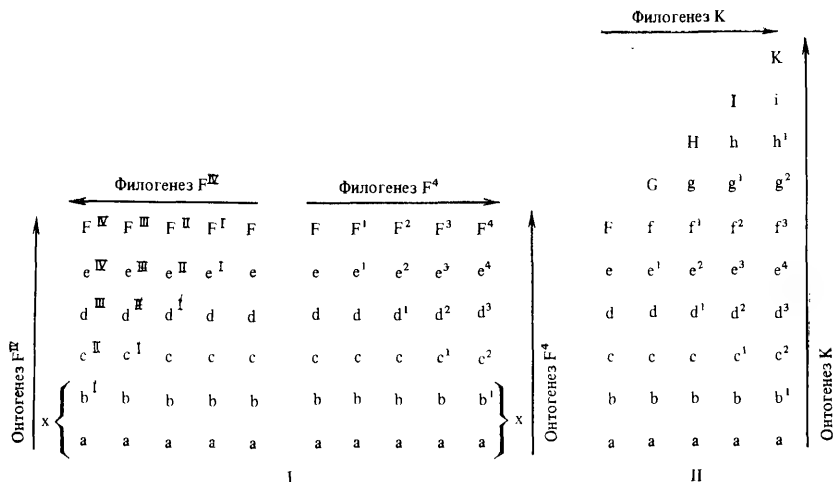 Филогенез K
K
I i
H h h¹
Филогенез F^IV Филогенез F⁴ G g g¹ g²
F^IV F^III F^II F^I F F F¹ F² F³ F⁴ F f f¹ f² f³
e^IV e^III e^II e^I e e e¹ e² e³ e⁴ e e¹ e² e³ e⁴
d^III d^II d^I d d d d d¹ d² d³ d d d¹ d² d³
c^II c^I c c c c c c c¹ c² c c c c¹ c²
x b^I b b b b b b b b b¹ x b b b b b¹
a a a a a a a a a a a a a a a
Онтогенез F^IV
Онтогенез F⁴
Онтогенез K
I II